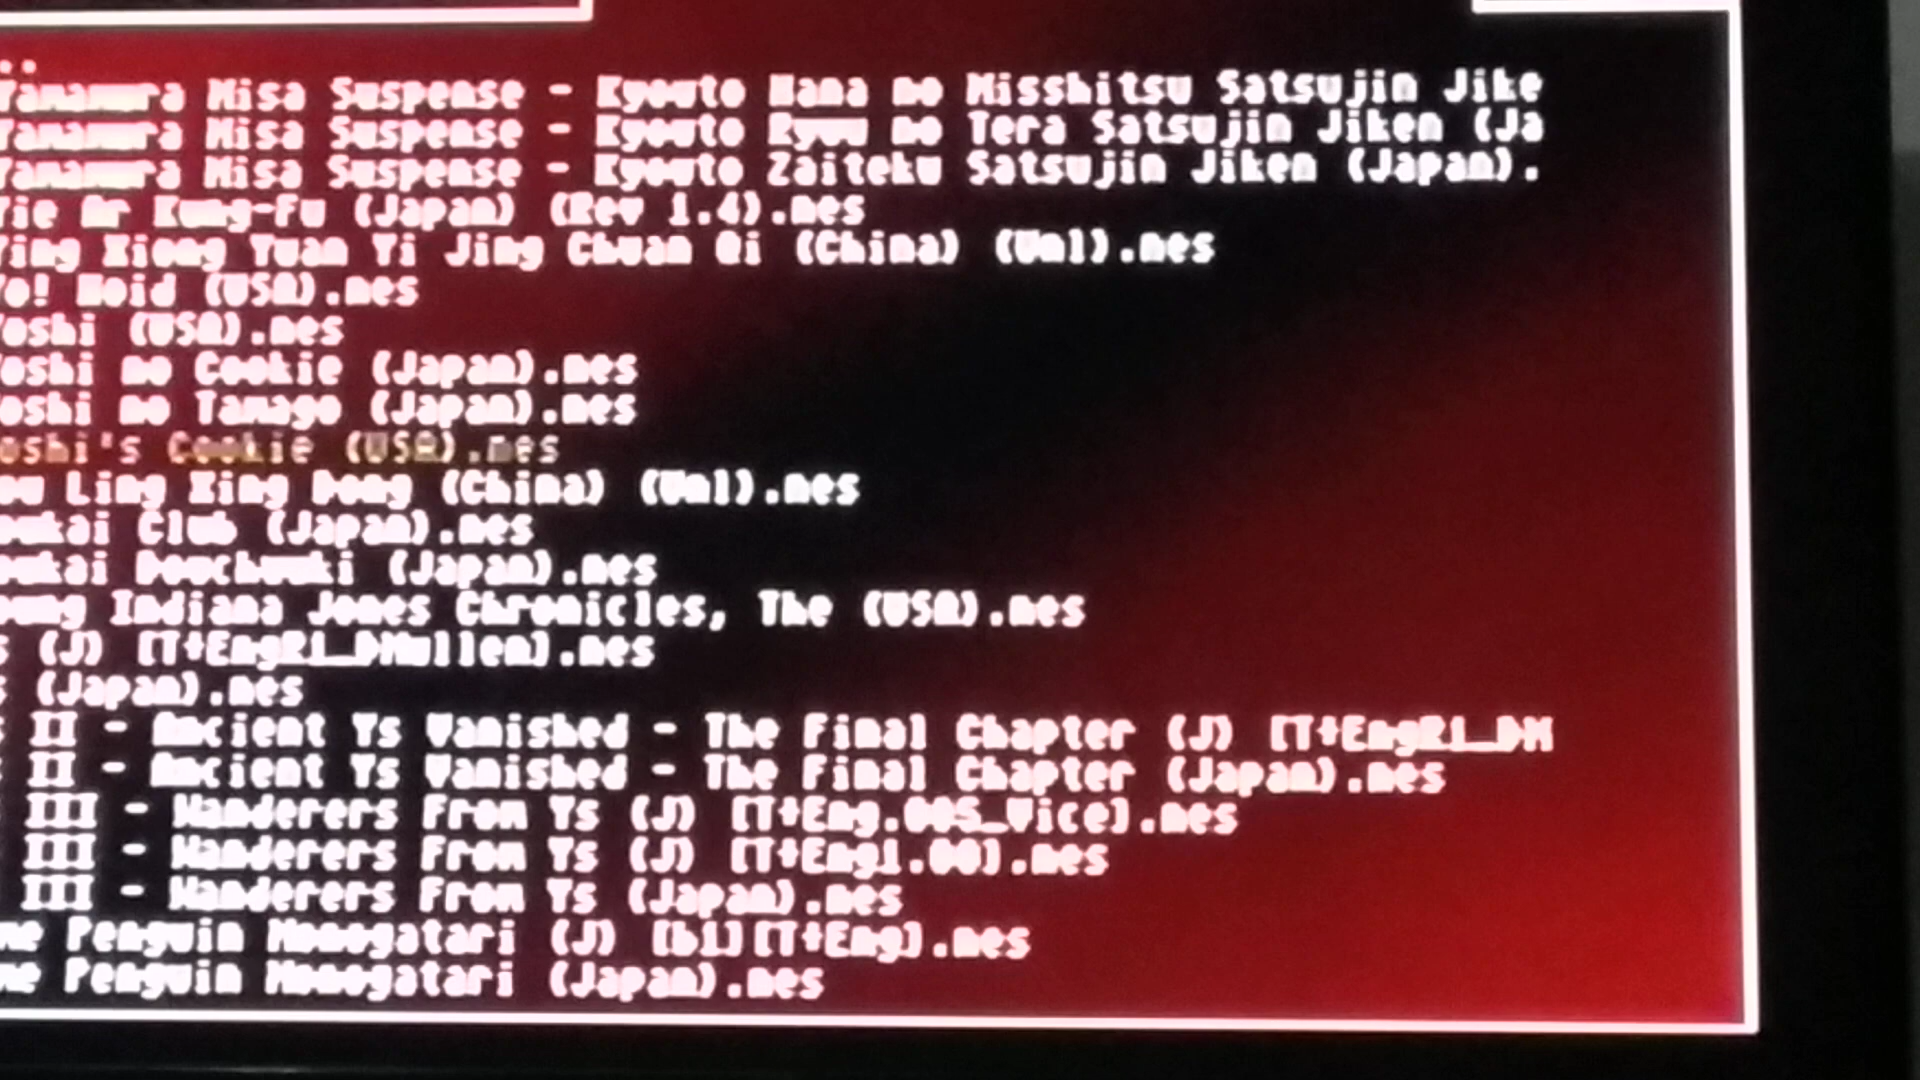 ..
Yamamura Misa Suspense - Kyouto Hana no Misshitsu Satsujin Jike
Yamamura Misa Suspense - Kyouto Ryuu no Tera Satsujin Jiken (Ja
Yamamura Misa Suspense - Kyouto Zaiteku Satsujin Jiken (Japan).
Yie Ar Kung-Fu (Japan) (Rev 1.4).nes
Ying Xiong Yuan Yi Jing Chuan Qi (China) (Unl).nes
Yo! Noid (USA).nes
Yoshi (USA).nes
oshi no Cookie (Japan).nes
oshi no Tamago (Japan).nes
oshi's Cookie (USA).nes
ou Ling Xing Dong (China) (Unl).nes
oukai Club (Japan).nes
oukai Douchuuki (Japan).nes
oung Indiana Jones Chronicles, The (USA).nes
s (J) [T+EngR1_DMullen].nes
s (Japan).nes
s II - Ancient Ys Vanished - The Final Chapter (J) [T+EngR1_DM
II - Ancient Ys Vanished - The Final Chapter (Japan).nes
III - Wanderers From Ys (J) [T+Eng.005_Vice].nes
III - Wanderers From Ys (J) [T+Eng1.00].nes
III - Wanderers From Ys (Japan).nes
me Penguin Monogatari (J) [b1][T+Eng].nes
me Penguin Monogatari (Japan).nes